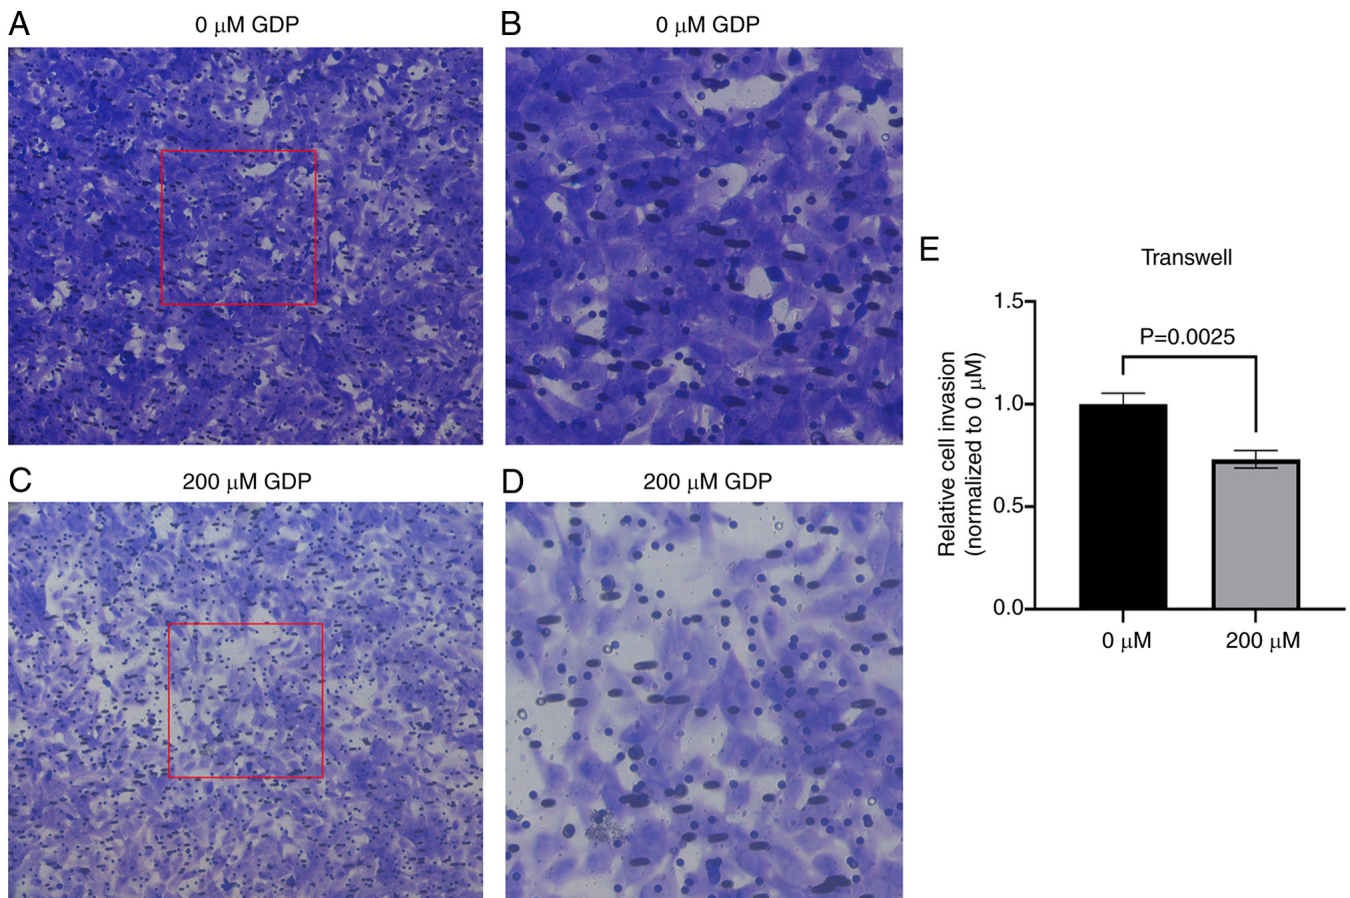 A
0 μM GDP
B
0 μM GDP
C
200 μM GDP
D
200 μM GDP
E
Transwell
Relative cell invasion
(normalized to 0 μM)
1.5
1.0
0.5
0.0
P=0.0025
0 μM
200 μM